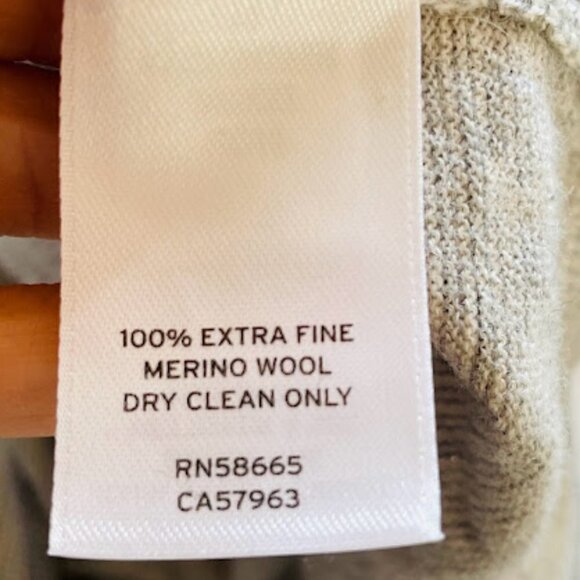 100% EXTRA FINE
MERINO WOOL
DRY CLEAN ONLY
RN58665
CA57963